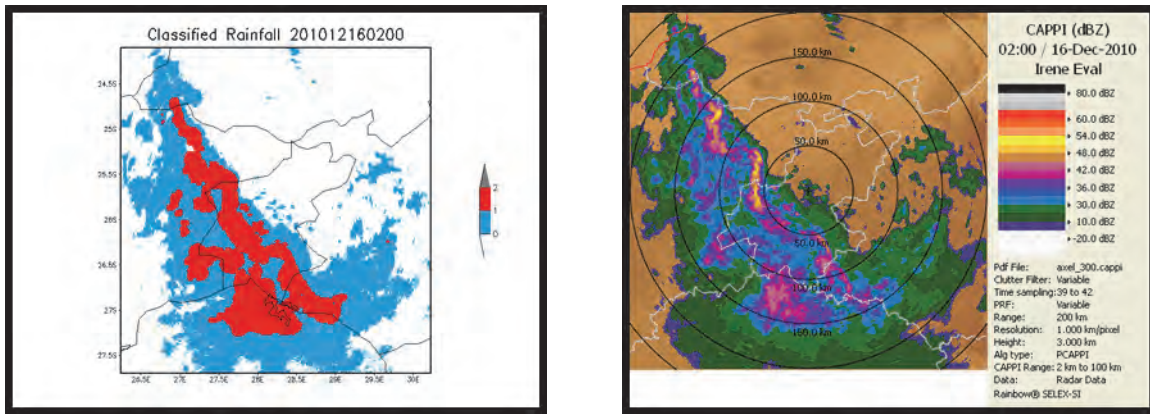 Classified Rainfall 201012160200
24.5S
25S
25.5S
26S
26.5S
27S
27.5S
26.5E
27E
27.5E
28E
28.5E
29E
29.5E
30E
2
1
0
150.0 km
100.0 km
50.0 km
50.0 km
100.0 km
150.0 km
CAPPI (dBZ)
02:00 / 16-Dec-2010
Irene Eval
80.0 dBZ
60.0 dBZ
54.0 dBZ
48.0 dBZ
42.0 dBZ
36.0 dBZ
30.0 dBZ
10.0 dBZ
-20.0 dBZ
Pdf File: axel_300.cappi
Clutter Filter: Variable
Time sampling:39 to 42
PRF: Variable
Range: 200 km
Resolution: 1.000 km/pixel
Height: 3.000 km
Alg type: PCAPPI
CAPPI Range: 2 km to 100 km
Data: Radar Data
Rainbow® SELEX-SI